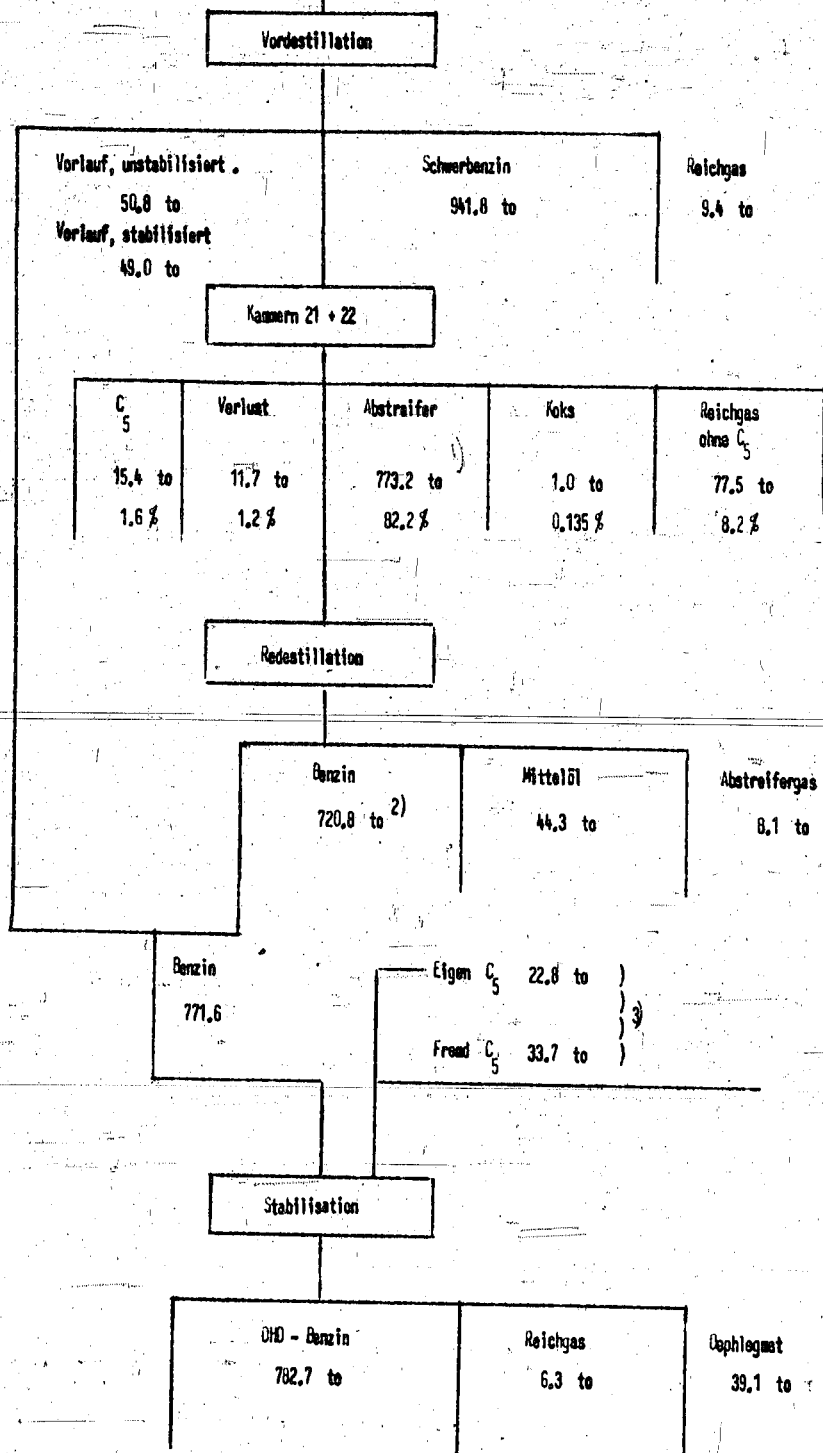 Vordestillation
Vorlauf, unstabilisiert.
50.8 to
Vorlauf, stabilisiert
49.0 to
Schwerbenzin
941.8 to
Reichgas
9.4 to
Kammern 21 + 22
C5
15.4 to
1.6 %
Verlust
11.7 to
1.2 %
Abstreifer
773.2 to 1)
82.2 %
Koks
1.0 to
0.135 %
Reichgas
ohne C5
77.5 to
8.2 %
Redestillation
Benzin
720.8 to 2)
Mittelöl
44.3 to
Abstreifergas
8.1 to
Benzin
771.6
Eigen C5 22.8 to )
) 3)
)
Fremd C5 33.7 to )
Stabilisation
DHD - Benzin
782.7 to
Reichgas
6.3 to
Dephlegmat
39.1 to